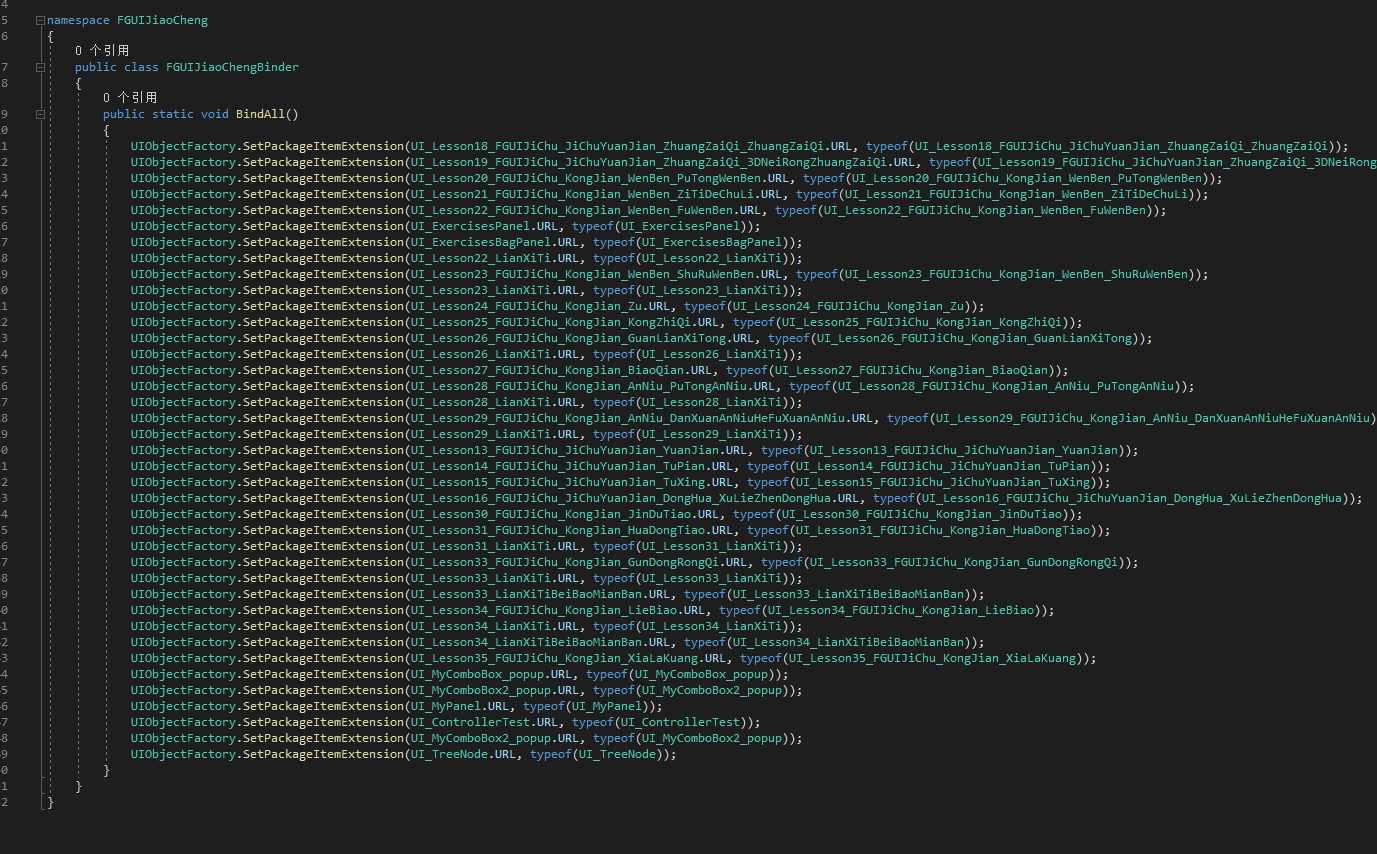 4
5 namespace FGUIJiaoCheng
6 {
0 个引用
7 public class FGUIJiaoChengBinder
8 {
0 个引用
9 public static void BindAll()
0 {
1 UIObjectFactory.SetPackageItemExtension(UI_Lesson18_FGUIJiChu_JiChuYuanJian_ZhuangZaiQi_ZhuangZaiQi.URL, typeof(UI_Lesson18_FGUIJiChu_JiChuYuanJian_ZhuangZaiQi_ZhuangZaiQi));
2 UIObjectFactory.SetPackageItemExtension(UI_Lesson19_FGUIJiChu_JiChuYuanJian_ZhuangZaiQi_3DNeiRongZhuangZaiQi.URL, typeof(UI_Lesson19_FGUIJiChu_JiChuYuanJian_ZhuangZaiQi_3DNeiRong
3 UIObjectFactory.SetPackageItemExtension(UI_Lesson20_FGUIJiChu_KongJian_WenBen_PuTongWenBen.URL, typeof(UI_Lesson20_FGUIJiChu_KongJian_WenBen_PuTongWenBen));
4 UIObjectFactory.SetPackageItemExtension(UI_Lesson21_FGUIJiChu_KongJian_WenBen_ZiTiDeChuLi.URL, typeof(UI_Lesson21_FGUIJiChu_KongJian_WenBen_ZiTiDeChuLi));
5 UIObjectFactory.SetPackageItemExtension(UI_Lesson22_FGUIJiChu_KongJian_WenBen_FuWenBen.URL, typeof(UI_Lesson22_FGUIJiChu_KongJian_WenBen_FuWenBen));
6 UIObjectFactory.SetPackageItemExtension(UI_ExercisesPanel.URL, typeof(UI_ExercisesPanel));
7 UIObjectFactory.SetPackageItemExtension(UI_ExercisesBagPanel.URL, typeof(UI_ExercisesBagPanel));
8 UIObjectFactory.SetPackageItemExtension(UI_Lesson22_LianXiTi.URL, typeof(UI_Lesson22_LianXiTi));
9 UIObjectFactory.SetPackageItemExtension(UI_Lesson23_FGUIJiChu_KongJian_WenBen_ShuRuWenBen.URL, typeof(UI_Lesson23_FGUIJiChu_KongJian_WenBen_ShuRuWenBen));
0 UIObjectFactory.SetPackageItemExtension(UI_Lesson23_LianXiTi.URL, typeof(UI_Lesson23_LianXiTi));
1 UIObjectFactory.SetPackageItemExtension(UI_Lesson24_FGUIJiChu_KongJian_Zu.URL, typeof(UI_Lesson24_FGUIJiChu_KongJian_Zu));
2 UIObjectFactory.SetPackageItemExtension(UI_Lesson25_FGUIJiChu_KongJian_KongZhiQi.URL, typeof(UI_Lesson25_FGUIJiChu_KongJian_KongZhiQi));
3 UIObjectFactory.SetPackageItemExtension(UI_Lesson26_FGUIJiChu_KongJian_GuanLianXiTong.URL, typeof(UI_Lesson26_FGUIJiChu_KongJian_GuanLianXiTong));
4 UIObjectFactory.SetPackageItemExtension(UI_Lesson26_LianXiTi.URL, typeof(UI_Lesson26_LianXiTi));
5 UIObjectFactory.SetPackageItemExtension(UI_Lesson27_FGUIJiChu_KongJian_BiaoQian.URL, typeof(UI_Lesson27_FGUIJiChu_KongJian_BiaoQian));
6 UIObjectFactory.SetPackageItemExtension(UI_Lesson28_FGUIJiChu_KongJian_AnNiu_PuTongAnNiu.URL, typeof(UI_Lesson28_FGUIJiChu_KongJian_AnNiu_PuTongAnNiu));
7 UIObjectFactory.SetPackageItemExtension(UI_Lesson28_LianXiTi.URL, typeof(UI_Lesson28_LianXiTi));
8 UIObjectFactory.SetPackageItemExtension(UI_Lesson29_FGUIJiChu_KongJian_AnNiu_DanXuanAnNiuHeFuXuanAnNiu.URL, typeof(UI_Lesson29_FGUIJiChu_KongJian_AnNiu_DanXuanAnNiuHeFuXuanAnNiu)
9 UIObjectFactory.SetPackageItemExtension(UI_Lesson29_LianXiTi.URL, typeof(UI_Lesson29_LianXiTi));
0 UIObjectFactory.SetPackageItemExtension(UI_Lesson13_FGUIJiChu_JiChuYuanJian_YuanJian.URL, typeof(UI_Lesson13_FGUIJiChu_JiChuYuanJian_YuanJian));
1 UIObjectFactory.SetPackageItemExtension(UI_Lesson14_FGUIJiChu_JiChuYuanJian_TuPian.URL, typeof(UI_Lesson14_FGUIJiChu_JiChuYuanJian_TuPian));
2 UIObjectFactory.SetPackageItemExtension(UI_Lesson15_FGUIJiChu_JiChuYuanJian_TuXing.URL, typeof(UI_Lesson15_FGUIJiChu_JiChuYuanJian_TuXing));
3 UIObjectFactory.SetPackageItemExtension(UI_Lesson16_FGUIJiChu_JiChuYuanJian_DongHua_XuLieZhenDongHua.URL, typeof(UI_Lesson16_FGUIJiChu_JiChuYuanJian_DongHua_XuLieZhenDongHua));
4 UIObjectFactory.SetPackageItemExtension(UI_Lesson30_FGUIJiChu_KongJian_JinDuTiao.URL, typeof(UI_Lesson30_FGUIJiChu_KongJian_JinDuTiao));
5 UIObjectFactory.SetPackageItemExtension(UI_Lesson31_FGUIJiChu_KongJian_HuaDongTiao.URL, typeof(UI_Lesson31_FGUIJiChu_KongJian_HuaDongTiao));
6 UIObjectFactory.SetPackageItemExtension(UI_Lesson31_LianXiTi.URL, typeof(UI_Lesson31_LianXiTi));
7 UIObjectFactory.SetPackageItemExtension(UI_Lesson33_FGUIJiChu_KongJian_GunDongRongQi.URL, typeof(UI_Lesson33_FGUIJiChu_KongJian_GunDongRongQi));
8 UIObjectFactory.SetPackageItemExtension(UI_Lesson33_LianXiTi.URL, typeof(UI_Lesson33_LianXiTi));
9 UIObjectFactory.SetPackageItemExtension(UI_Lesson33_LianXiTiBeiBaoMianBan.URL, typeof(UI_Lesson33_LianXiTiBeiBaoMianBan));
0 UIObjectFactory.SetPackageItemExtension(UI_Lesson34_FGUIJiChu_KongJian_LieBiao.URL, typeof(UI_Lesson34_FGUIJiChu_KongJian_LieBiao));
1 UIObjectFactory.SetPackageItemExtension(UI_Lesson34_LianXiTi.URL, typeof(UI_Lesson34_LianXiTi));
2 UIObjectFactory.SetPackageItemExtension(UI_Lesson34_LianXiTiBeiBaoMianBan.URL, typeof(UI_Lesson34_LianXiTiBeiBaoMianBan));
3 UIObjectFactory.SetPackageItemExtension(UI_Lesson35_FGUIJiChu_KongJian_XiaLaKuang.URL, typeof(UI_Lesson35_FGUIJiChu_KongJian_XiaLaKuang));
4 UIObjectFactory.SetPackageItemExtension(UI_MyComboBox_popup.URL, typeof(UI_MyComboBox_popup));
5 UIObjectFactory.SetPackageItemExtension(UI_MyComboBox2_popup.URL, typeof(UI_MyComboBox2_popup));
6 UIObjectFactory.SetPackageItemExtension(UI_MyPanel.URL, typeof(UI_MyPanel));
7 UIObjectFactory.SetPackageItemExtension(UI_ControllerTest.URL, typeof(UI_ControllerTest));
8 UIObjectFactory.SetPackageItemExtension(UI_MyComboBox2_popup.URL, typeof(UI_MyComboBox2_popup));
9 UIObjectFactory.SetPackageItemExtension(UI_TreeNode.URL, typeof(UI_TreeNode));
0 }
1 }
2 }